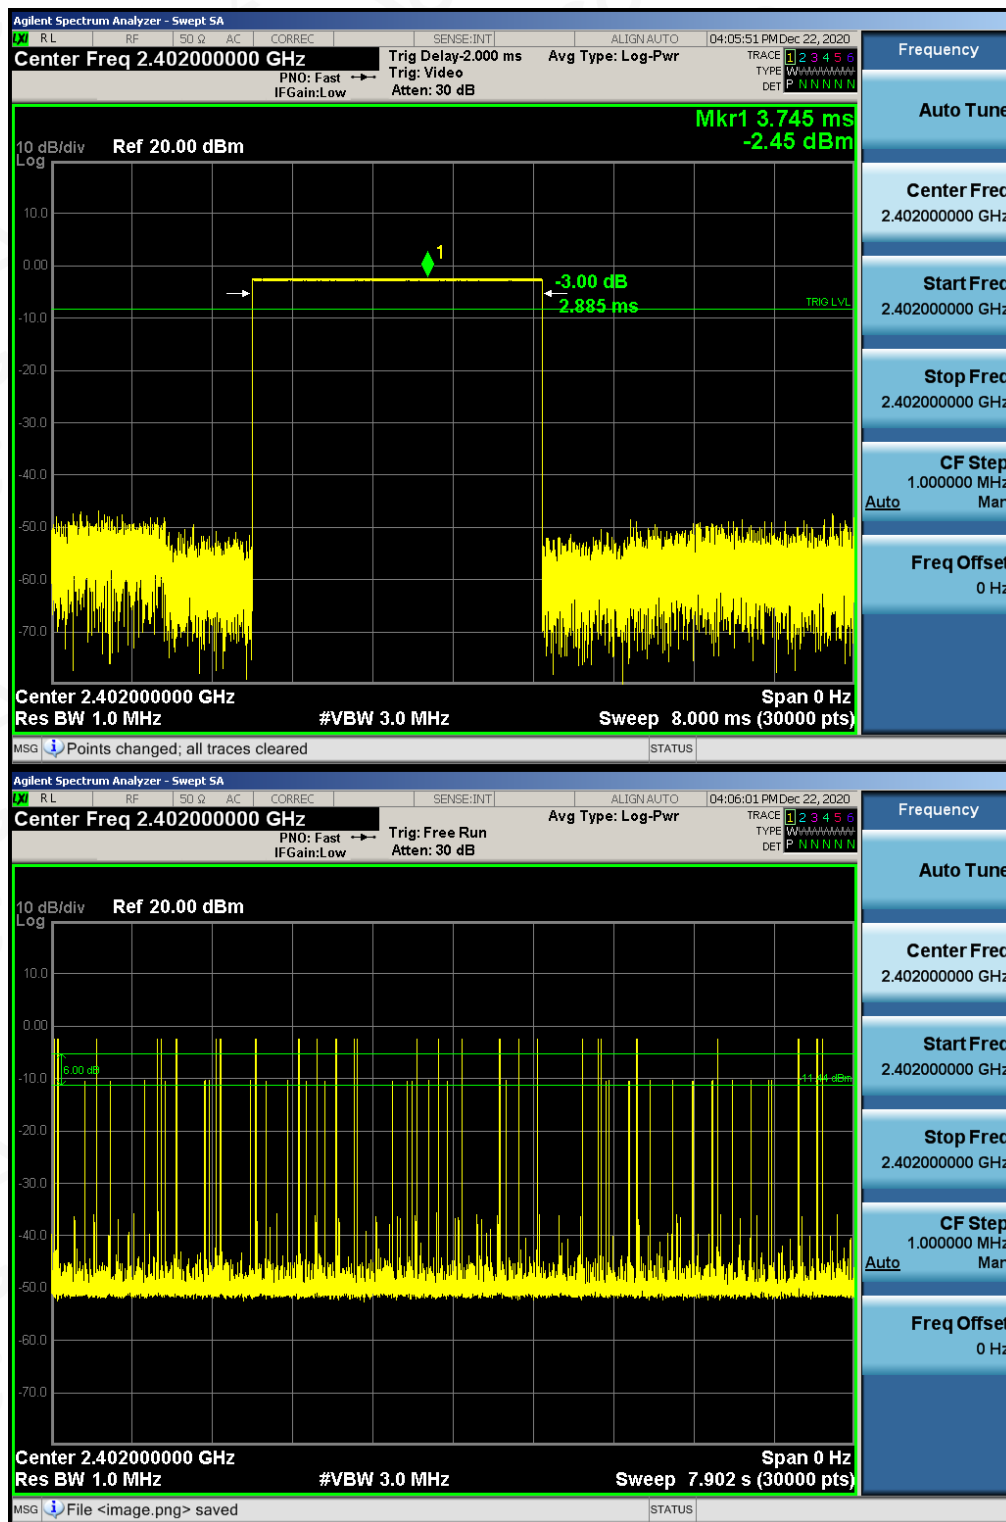 Agilent Spectrum Analyzer - Swept SA
LXI RL RF 50 Ω AC CORREC SENSE:INT ALIGN AUTO 04:05:51 PM Dec 22, 2020
Center Freq 2.402000000 GHz
PNO: Fast
IFGain:Low
Trig Delay-2.000 ms
Trig: Video
Atten: 30 dB
Avg Type: Log-Pwr
TRACE 1 2 3 4 5 6
TYPE
DET P N N N N N
Mkr1 3.745 ms
-2.45 dBm
10 dB/div
Log
Ref 20.00 dBm
10.0
0.00
-10.0
-20.0
-30.0
-40.0
-50.0
-60.0
-70.0
1
-3.00 dB
2.885 ms
TRIG LVL
Center 2.402000000 GHz
Span 0 Hz
Res BW 1.0 MHz
#VBW 3.0 MHz
Sweep 8.000 ms (30000 pts)
MSG Points changed; all traces cleared
STATUS
Frequency
Auto Tune
Center Freq
2.402000000 GHz
Start Freq
2.402000000 GHz
Stop Freq
2.402000000 GHz
CF Step
1.000000 MHz
Auto Man
Freq Offset
0 Hz
Agilent Spectrum Analyzer - Swept SA
LXI RL RF 50 Ω AC CORREC SENSE:INT ALIGN AUTO 04:06:01 PM Dec 22, 2020
Center Freq 2.402000000 GHz
PNO: Fast
IFGain:Low
Trig: Free Run
Atten: 30 dB
Avg Type: Log-Pwr
TRACE 1 2 3 4 5 6
TYPE
DET P N N N N N
10 dB/div
Log
Ref 20.00 dBm
10.0
0.00
-10.0
-20.0
-30.0
-40.0
-50.0
-60.0
-70.0
6.00 dB
-11.44 dBm
Center 2.402000000 GHz
Span 0 Hz
Res BW 1.0 MHz
#VBW 3.0 MHz
Sweep 7.902 s (30000 pts)
MSG File <image.png> saved
STATUS
Frequency
Auto Tune
Center Freq
2.402000000 GHz
Start Freq
2.402000000 GHz
Stop Freq
2.402000000 GHz
CF Step
1.000000 MHz
Auto Man
Freq Offset
0 Hz